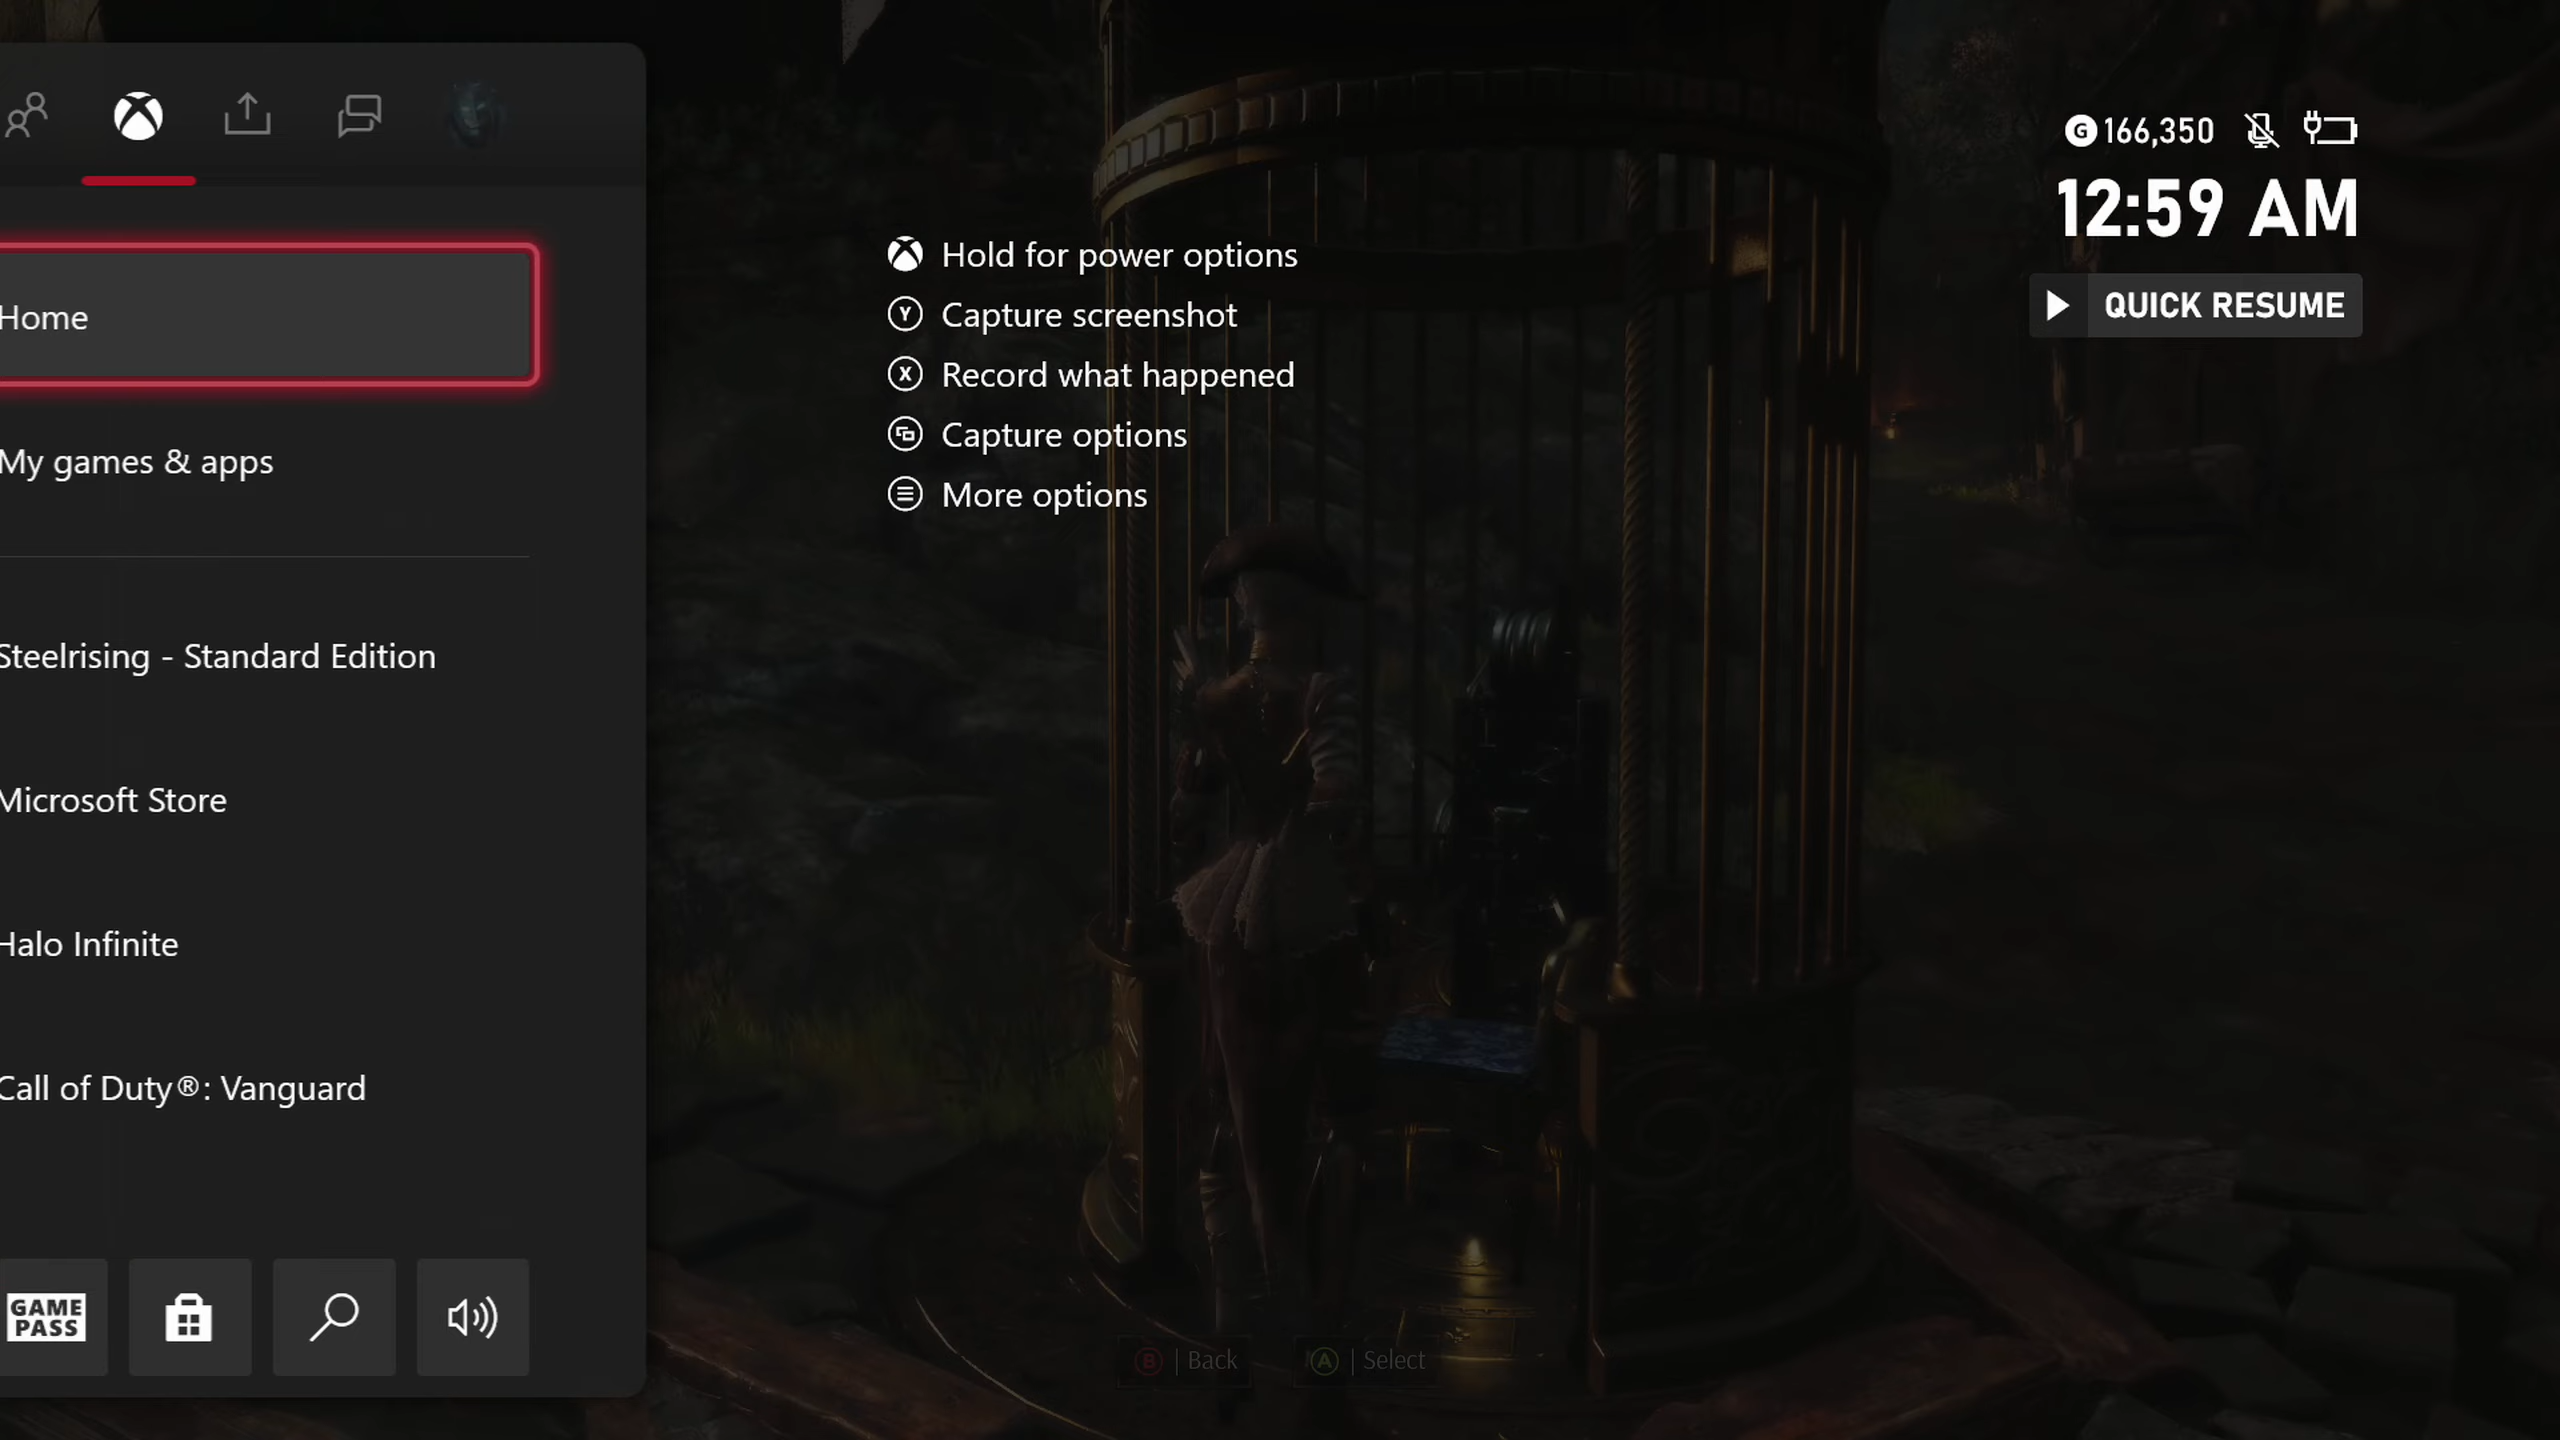 166,350
12:59 AM
QUICK RESUME
Hold for power options
Y Capture screenshot
X Record what happened
Capture options
More options
Home
My games & apps
Steelrising - Standard Edition
Microsoft Store
Halo Infinite
Call of Duty®: Vanguard
GAME
PASS
B | Back A | Select